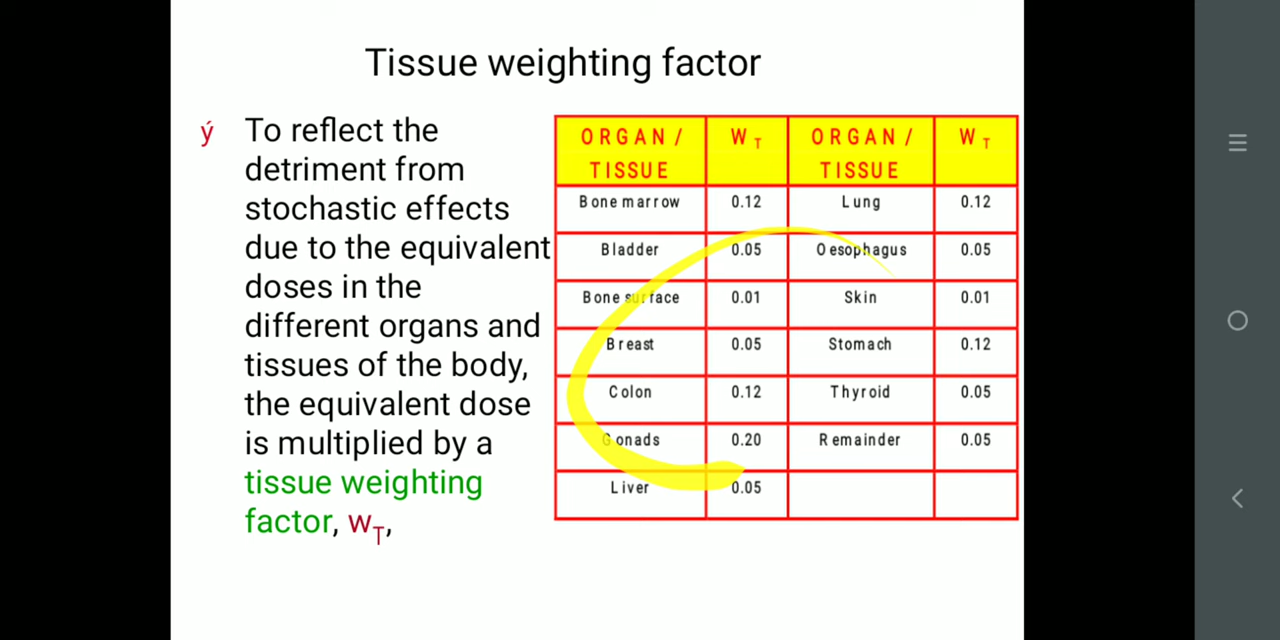 Tissue weighting factor
ý To reflect the
detriment from
stochastic effects
due to the equivalent
doses in the
different organs and
tissues of the body,
the equivalent dose
is multiplied by a
tissue weighting
factor, wT,
ORGAN / TISSUE WT ORGAN / TISSUE WT
Bone marrow 0.12 Lung 0.12
Bladder 0.05 Oesophagus 0.05
Bone surface 0.01 Skin 0.01
Breast 0.05 Stomach 0.12
Colon 0.12 Thyroid 0.05
Gonads 0.20 Remainder 0.05
Liver 0.05